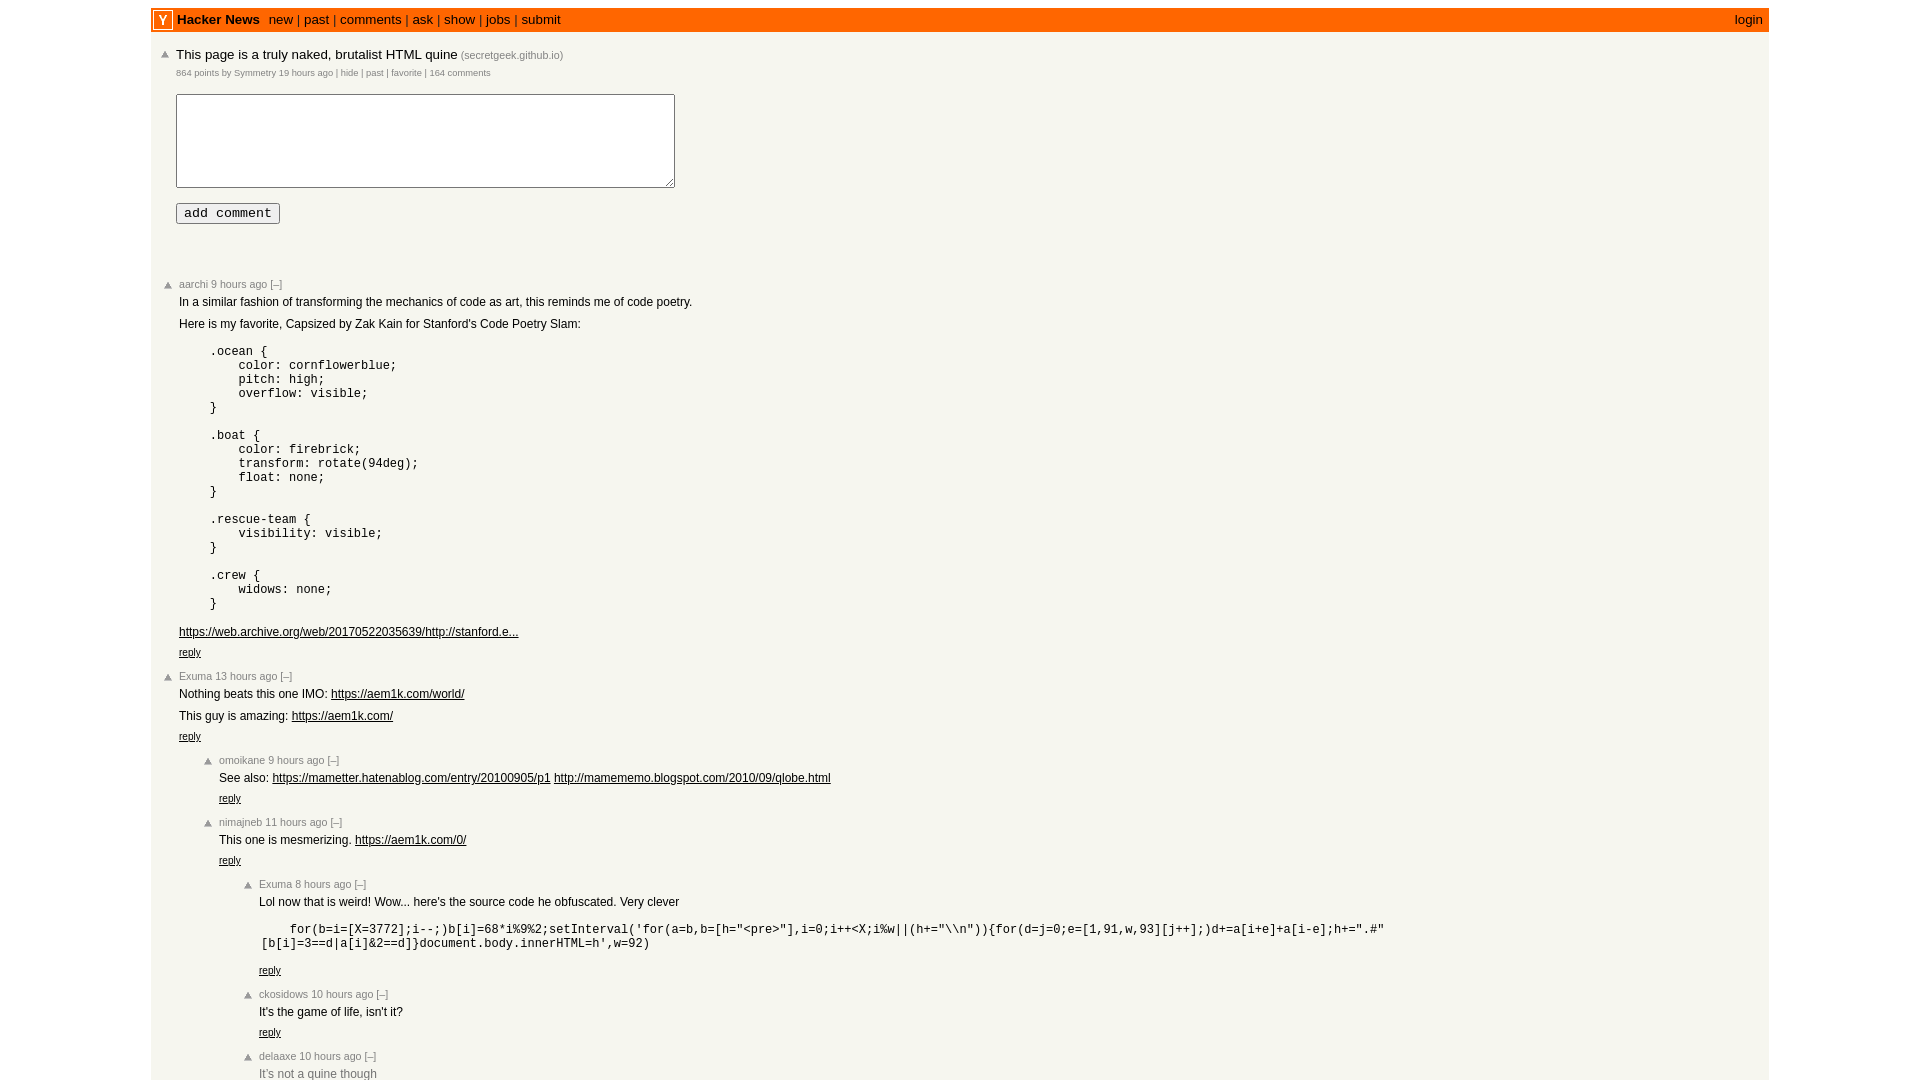 Y Hacker News new | past | comments | ask | show | jobs | submit login
This page is a truly naked, brutalist HTML quine (secretgeek.github.io)
864 points by Symmetry 19 hours ago | hide | past | favorite | 164 comments
add comment
aarchi 9 hours ago [–]
In a similar fashion of transforming the mechanics of code as art, this reminds me of code poetry.
Here is my favorite, Capsized by Zak Kain for Stanford's Code Poetry Slam:
.ocean {
    color: cornflowerblue;
    pitch: high;
    overflow: visible;
}
.boat {
    color: firebrick;
    transform: rotate(94deg);
    float: none;
}
.rescue-team {
    visibility: visible;
}
.crew {
    widows: none;
}
https://web.archive.org/web/20170522035639/http://stanford.e...
reply
Exuma 13 hours ago [–]
Nothing beats this one IMO: https://aem1k.com/world/
This guy is amazing: https://aem1k.com/
reply
omoikane 9 hours ago [–]
See also: https://mametter.hatenablog.com/entry/20100905/p1 http://mamememo.blogspot.com/2010/09/qlobe.html
reply
nimajneb 11 hours ago [–]
This one is mesmerizing. https://aem1k.com/0/
reply
Exuma 8 hours ago [–]
Lol now that is weird! Wow... here's the source code he obfuscated. Very clever
for(b=i=[X=3772];i--;)b[i]=68*i%9%2;setInterval('for(a=b,b=[h="<pre>"],i=0;i++<X;i%w||(h+="\\n")){for(d=j=0;e=[1,91,w,93][j++];)d+=a[i+e]+a[i-e];h+=".#"
[b[i]=3==d|a[i]&2==d]}document.body.innerHTML=h',w=92)
reply
ckosidows 10 hours ago [–]
It's the game of life, isn't it?
reply
delaaxe 10 hours ago [–]
It's not a quine though